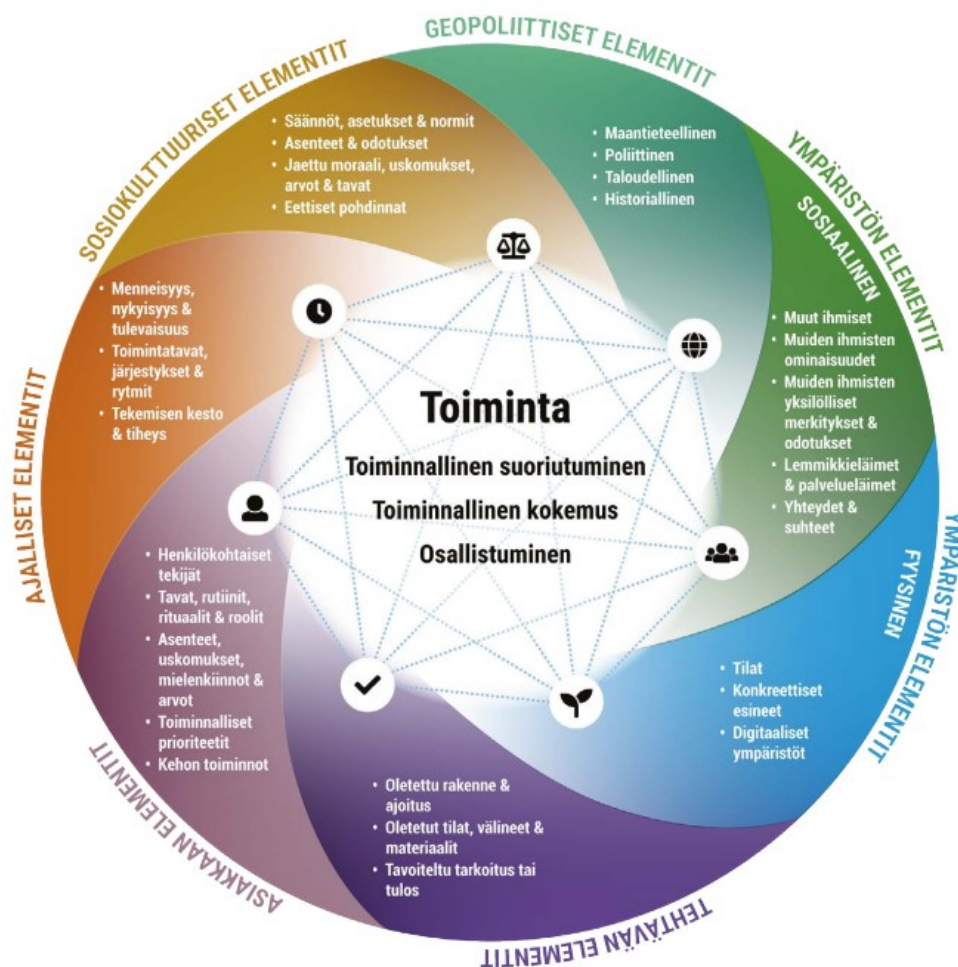 GEOPOLIITTISET ELEMENTIT
• Maantieteellinen
• Poliittinen
• Taloudellinen
• Historiallinen
YMPÄRISTÖN ELEMENTIT
SOSIAALINEN
• Muut ihmiset
• Muiden ihmisten
ominaisuudet
• Muiden ihmisten
yksilölliset
merkitykset &
odotukset
• Lemmikkieläimet
& palvelueläimet
• Yhteydet &
suhteet
YMPÄRISTÖN ELEMENTIT
FYYSINEN
• Tilat
• Konkreettiset
esineet
• Digitaaliset
ympäristöt
TEHTÄVÄN ELEMENTIT
• Oletettu rakenne &
ajoitus
• Oletetut tilat, välineet &
materiaalit
• Tavoiteltu tarkoitus tai
tulos
ASIAKKAAN ELEMENTIT
• Henkilökohtaiset
tekijät
• Tavat, rutiinit,
rituaalit & roolit
• Asenteet,
uskomukset,
mielenkiinnot &
arvot
• Toiminnalliset
prioriteetit
• Kehon toiminnot
AJALLISET ELEMENTIT
• Menneisyys,
nykyisyys &
tulevaisuus
• Toimintatavat,
järjestykset &
rytmit
• Tekemisen kesto
& tiheys
SOSIOKULTTUURISET ELEMENTIT
• Säännöt, asetukset & normit
• Asenteet & odotukset
• Jaettu moraali, uskomukset,
arvot & tavat
• Eettiset pohdinnat
Toiminta
Toiminnallinen suoriutuminen
Toiminnallinen kokemus
Osallistuminen